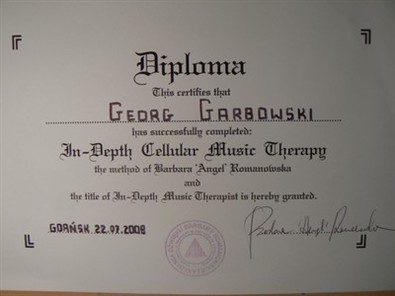 Diploma
This certifies that
GEORG GARBOWSKI
has successfully completed:
In-Depth Cellular Music Therapy
the method of Barbara 'Angel' Romanowska
and
the title of In-Depth Music Therapist is hereby granted.
GDAŃSK, 22.07.2008